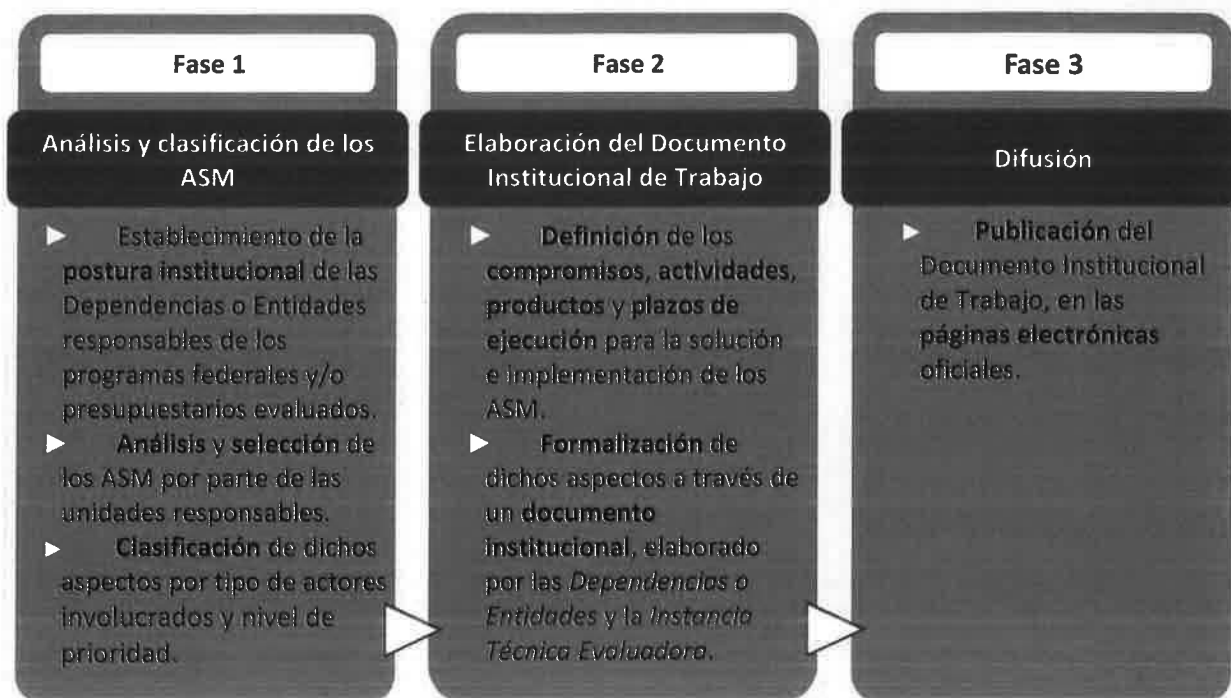 Fase 1
Análisis y clasificación de los
ASM
Establecimiento de la
postura institucional de las
Dependencias o Entidades
responsables de los
programas federales y/o
presupuestarios evaluados.
Análisis y selección de
los ASM por parte de las
unidades responsables.
Clasificación de dichos
aspectos por tipo de actores
involucrados y nivel de
prioridad.
Fase 2
Elaboración del Documento
Institucional de Trabajo
Definición de los
compromisos, actividades,
productos y plazos de
ejecución para la solución
e implementación de los
ASM.
Formalización de
dichos aspectos a través de
un documento
institucional, elaborado
por las Dependencias o
Entidades y la Instancia
Técnica Evaluadora.
Fase 3
Difusión
Publicación del
Documento Institucional
de Trabajo, en las
páginas electrónicas
oficiales.